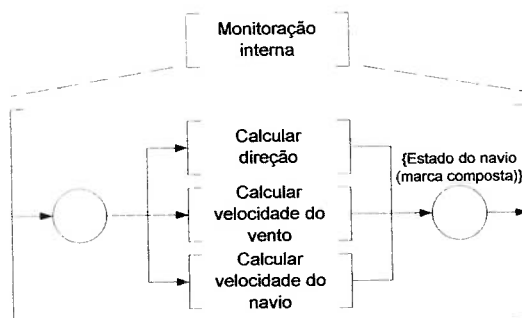 Monitoração
interna
Calcular
direção
{Estado do navio
(marca composta)}
Calcular
velocidade do
vento
Calcular
velocidade do
navio